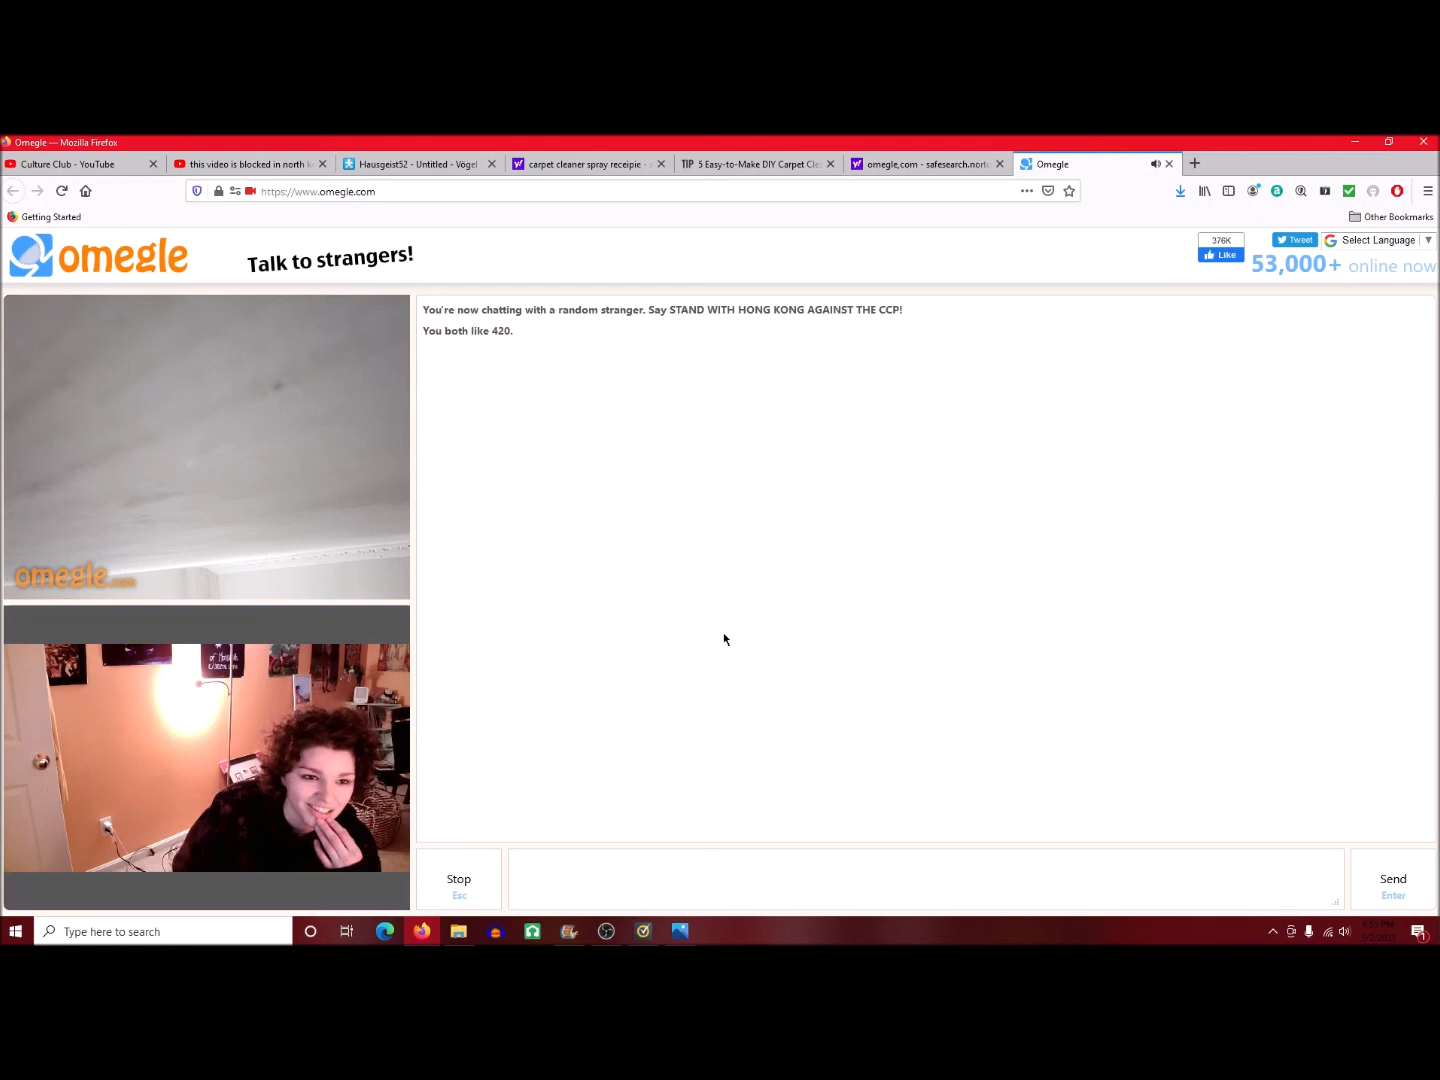 Omegle — Mozilla Firefox
Culture Club - YouTube
this video is blocked in north k
Hausgeist52 - Untitled - Vögel
carpet cleaner spray receipie - s
TIP 5 Easy-to-Make DIY Carpet Cle
omegle,com - safesearch.norto
Omegle
https://www.omegle.com
Getting Started
Other Bookmarks
omegle
Talk to strangers!
376K
Like
Tweet
Select Language
53,000+ online now
You're now chatting with a random stranger. Say STAND WITH HONG KONG AGAINST THE CCP!
You both like 420.
omegle.com
Stop
Esc
Send
Enter
Type here to search